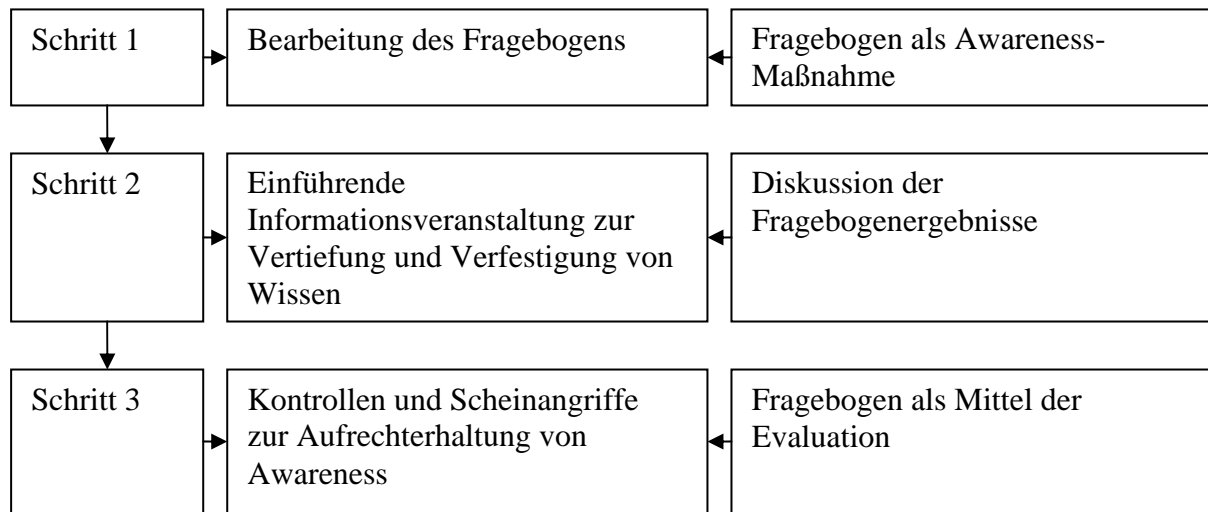 Schritt 1
Bearbeitung des Fragebogens
Fragebogen als Awareness-
Maßnahme
Schritt 2
Einführende
Informationsveranstaltung zur
Vertiefung und Verfestigung von
Wissen
Diskussion der
Fragebogenergebnisse
Schritt 3
Kontrollen und Scheinangriffe
zur Aufrechterhaltung von
Awareness
Fragebogen als Mittel der
Evaluation